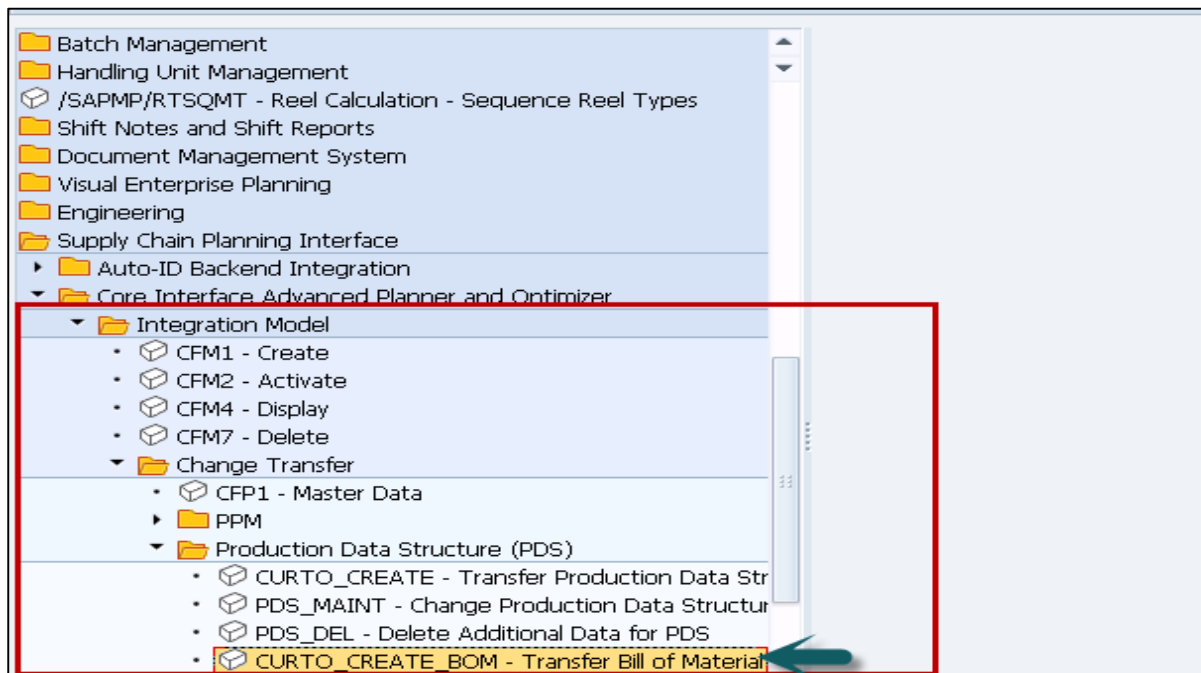 Batch Management
Handling Unit Management
/SAPMP/RTSQMT - Reel Calculation - Sequence Reel Types
Shift Notes and Shift Reports
Document Management System
Visual Enterprise Planning
Engineering
Supply Chain Planning Interface
Auto-ID Backend Integration
Core Interface Advanced Planner and Optimizer
Integration Model
CFM1 - Create
CFM2 - Activate
CFM4 - Display
CFM7 - Delete
Change Transfer
CFP1 - Master Data
PPM
Production Data Structure (PDS)
CURTO_CREATE - Transfer Production Data Str
PDS_MAINT - Change Production Data Structur
PDS_DEL - Delete Additional Data for PDS
CURTO_CREATE_BOM - Transfer Bill of Material